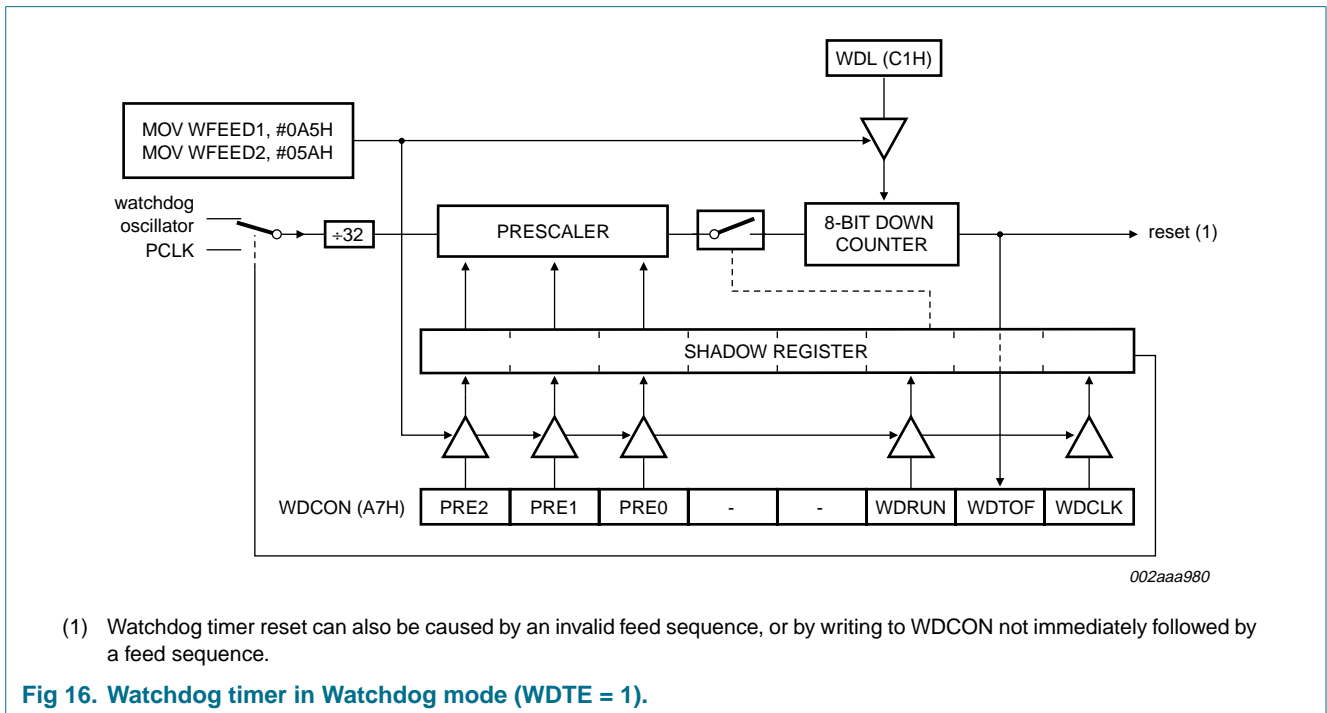 WDL (C1H)
MOV WFEED1, #0A5H
MOV WFEED2, #05AH
watchdog
oscillator
PCLK
÷32
PRESCALER
8-BIT DOWN
COUNTER
reset (1)
SHADOW REGISTER
WDCON (A7H)
PRE2
PRE1
PRE0
-
-
WDRUN
WDTOF
WDCLK
002aaa980
(1) Watchdog timer reset can also be caused by an invalid feed sequence, or by writing to WDCON not immediately followed by
a feed sequence.
Fig 16. Watchdog timer in Watchdog mode (WDTE = 1).